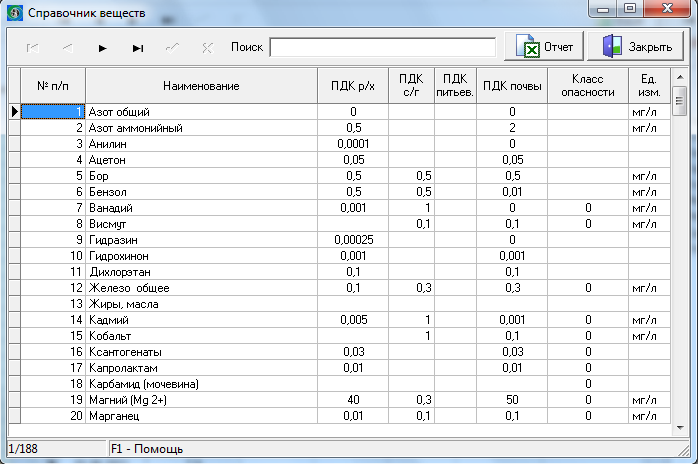 Справочник веществ
Поиск Отчет Закрыть
№ п/п Наименование ПДК р/х ПДК с/г ПДК питьев. ПДК почвы Класс опасности Ед. изм.
1 Азот общий 0 0 мг/л
2 Азот аммонийный 0,5 2 мг/л
3 Анилин 0,0001 0
4 Ацетон 0,05 0,05
5 Бор 0,5 0,5 0,5 мг/л
6 Бензол 0,5 0,5 0,01 мг/л
7 Ванадий 0,001 1 0 0 мг/л
8 Висмут 0,1 0,1 0 мг/л
9 Гидразин 0,00025 0
10 Гидрохинон 0,001 0,001
11 Дихлорэтан 0,1 0,1
12 Железо общее 0,1 0,3 0,3 0 мг/л
13 Жиры, масла
14 Кадмий 0,005 1 0,001 0 мг/л
15 Кобальт 1 0,1 0 мг/л
16 Ксантогенаты 0,03 0,03 0
17 Капролактам 0,01 0,01 0
18 Карбамид (мочевина) 0
19 Магний (Mg 2+) 40 0,3 50 0 мг/л
20 Марганец 0,01 0,1 0,1 0 мг/л
1/188 F1 - Помощь